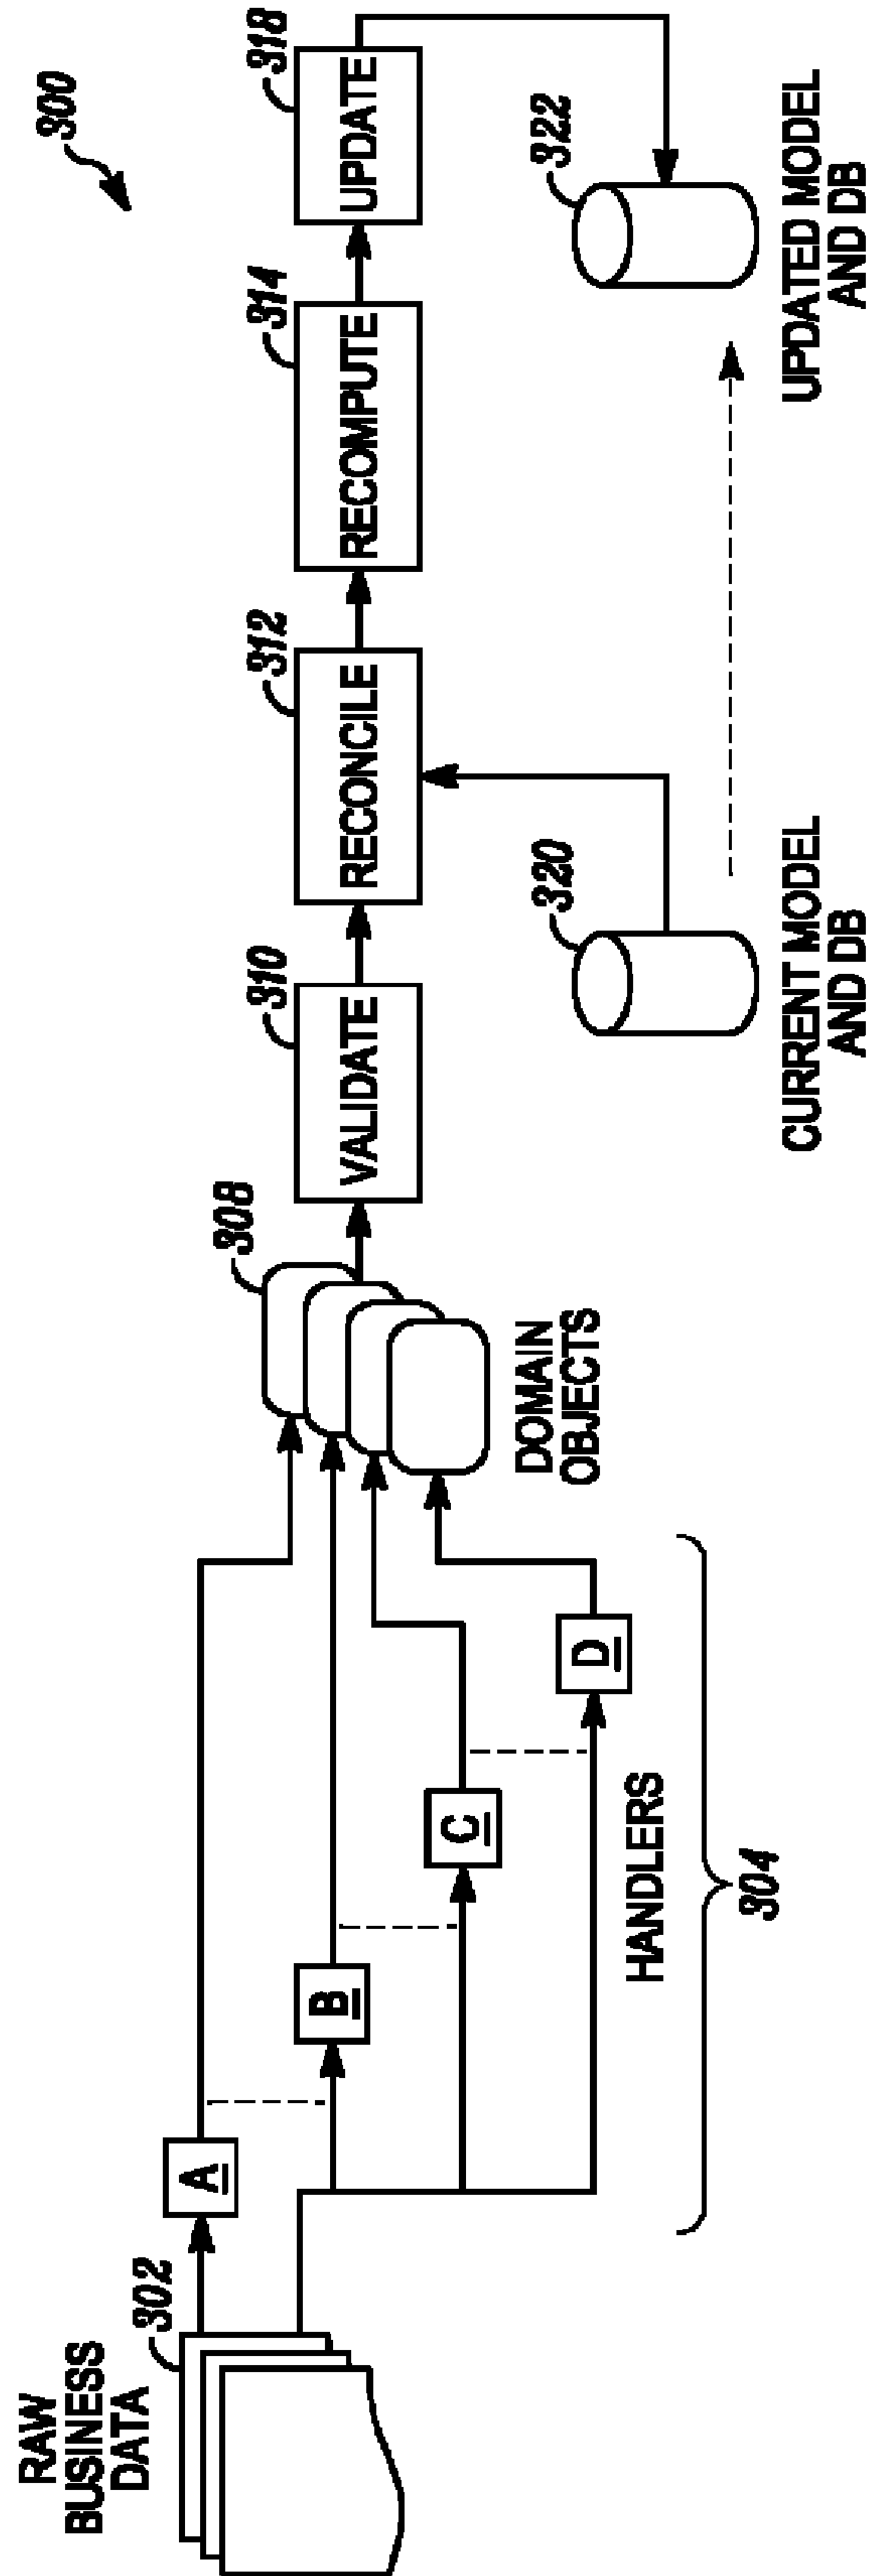 300
RAW
BUSINESS
DATA
302
A
B
C
D
HANDLERS
304
308
DOMAIN
OBJECTS
310
VALIDATE
312
RECONCILE
314
RECOMPUTE
318
UPDATE
320
CURRENT MODEL
AND DB
322
UPDATED MODEL
AND DB